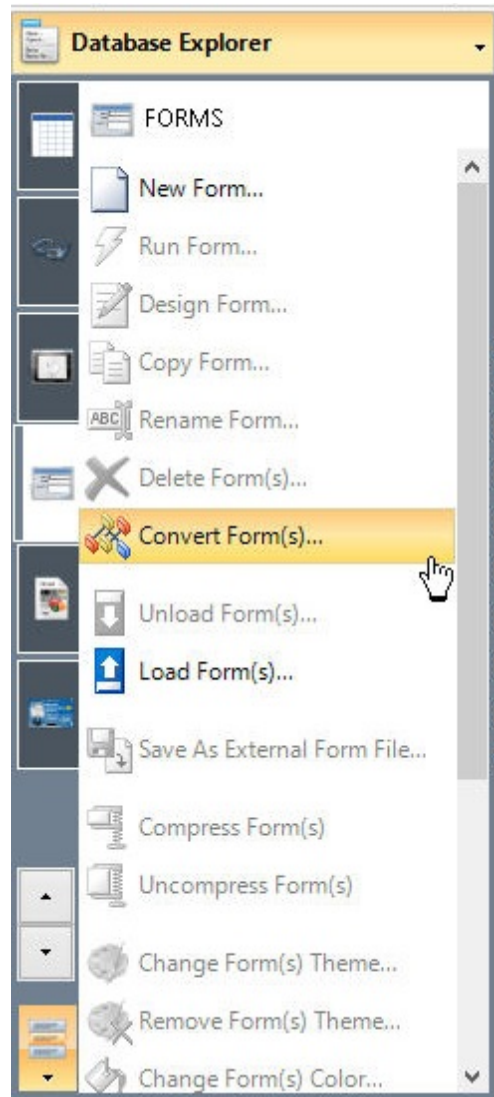 Database Explorer
FORMS
New Form...
Run Form...
Design Form...
Copy Form...
ABC Rename Form...
Delete Form(s)...
Convert Form(s)...
Unload Form(s)...
Load Form(s)...
Save As External Form File...
Compress Form(s)
Uncompress Form(s)
Change Form(s) Theme...
Remove Form(s) Theme...
Change Form(s) Color...